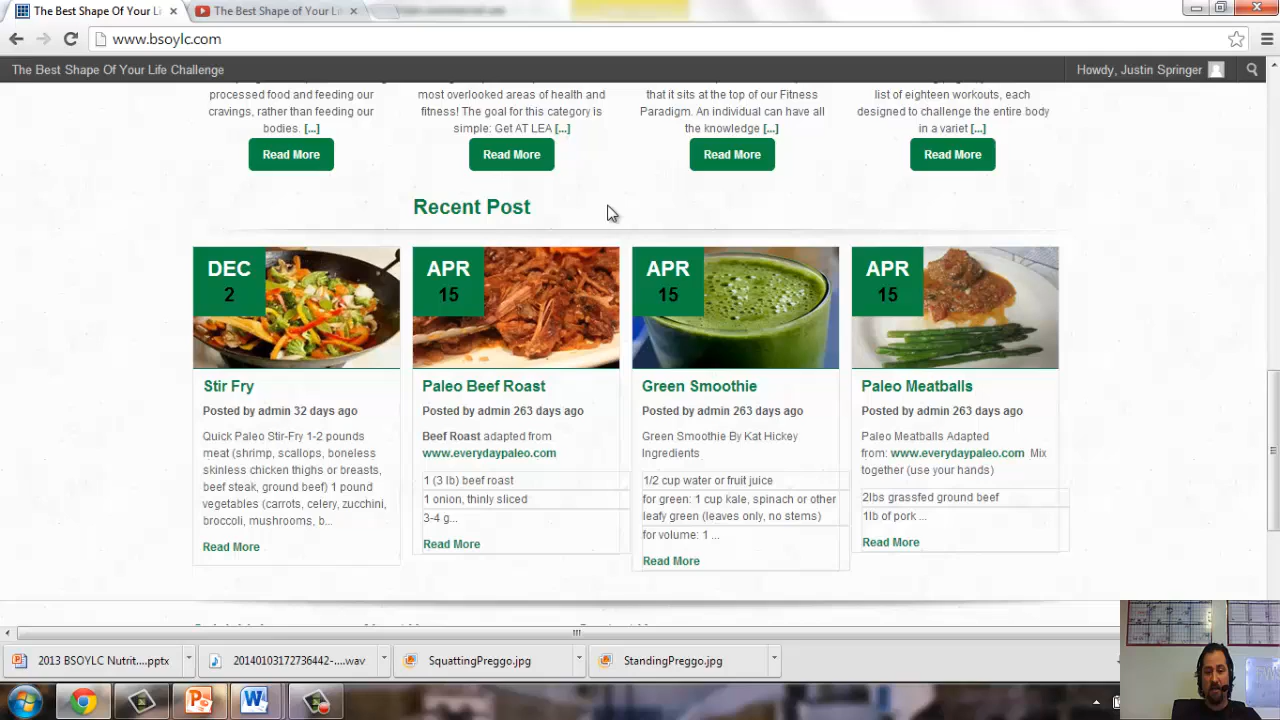 The Best Shape Of Your Li
The Best Shape of Your Li
www.bsoylc.com
The Best Shape Of Your Life Challenge
Howdy, Justin Springer
processed food and feeding our
cravings, rather than feeding our
bodies. [...]
Read More
most overlooked areas of health and
fitness! The goal for this category is
simple: Get AT LEA [...]
Read More
that it sits at the top of our Fitness
Paradigm. An individual can have all
the knowledge [...]
Read More
list of eighteen workouts, each
designed to challenge the entire body
in a variet [...]
Read More
Recent Post
DEC
2
Stir Fry
Posted by admin 32 days ago
Quick Paleo Stir-Fry 1-2 pounds
meat (shrimp, scallops, boneless
skinless chicken thighs or breasts,
beef steak, ground beef) 1 pound
vegetables (carrots, celery, zucchini,
broccoli, mushrooms, b...
Read More
APR
15
Paleo Beef Roast
Posted by admin 263 days ago
Beef Roast adapted from
www.everydaypaleo.com
1 (3 lb) beef roast
1 onion, thinly sliced
3-4 g...
Read More
APR
15
Green Smoothie
Posted by admin 263 days ago
Green Smoothie By Kat Hickey
Ingredients
1/2 cup water or fruit juice
for green: 1 cup kale, spinach or other
leafy green (leaves only, no stems)
for volume: 1 ...
Read More
APR
15
Paleo Meatballs
Posted by admin 263 days ago
Paleo Meatballs Adapted
from: www.everydaypaleo.com Mix
together (use your hands)
2lbs grassfed ground beef
1lb of pork ...
Read More
2013 BSOYLC Nutrit....pptx
20140103172736442-....wav
SquattingPreggo.jpg
StandingPreggo.jpg